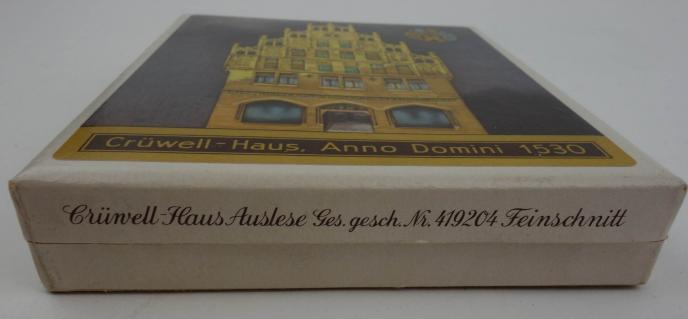 Crüwell-Haus, Anno Domini 1530
Crüwell-Haus Auslese Ges. gesch. Nr. 419204 Feinschnitt